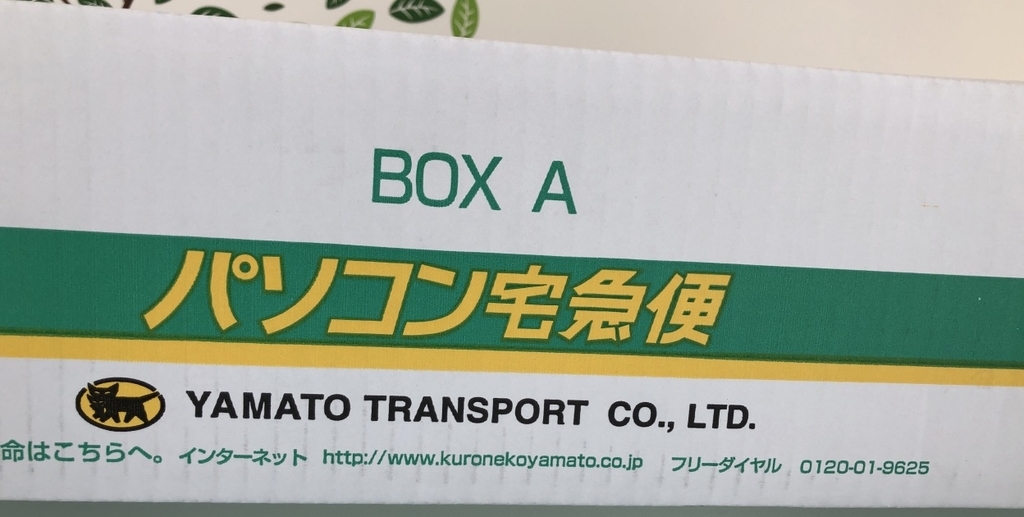 BOX A
パソコン宅急便
YAMATO TRANSPORT CO., LTD.
命はこちらへ。 インターネット http://www.kuronekoyamato.co.jp フリーダイヤル 0120-01-9625